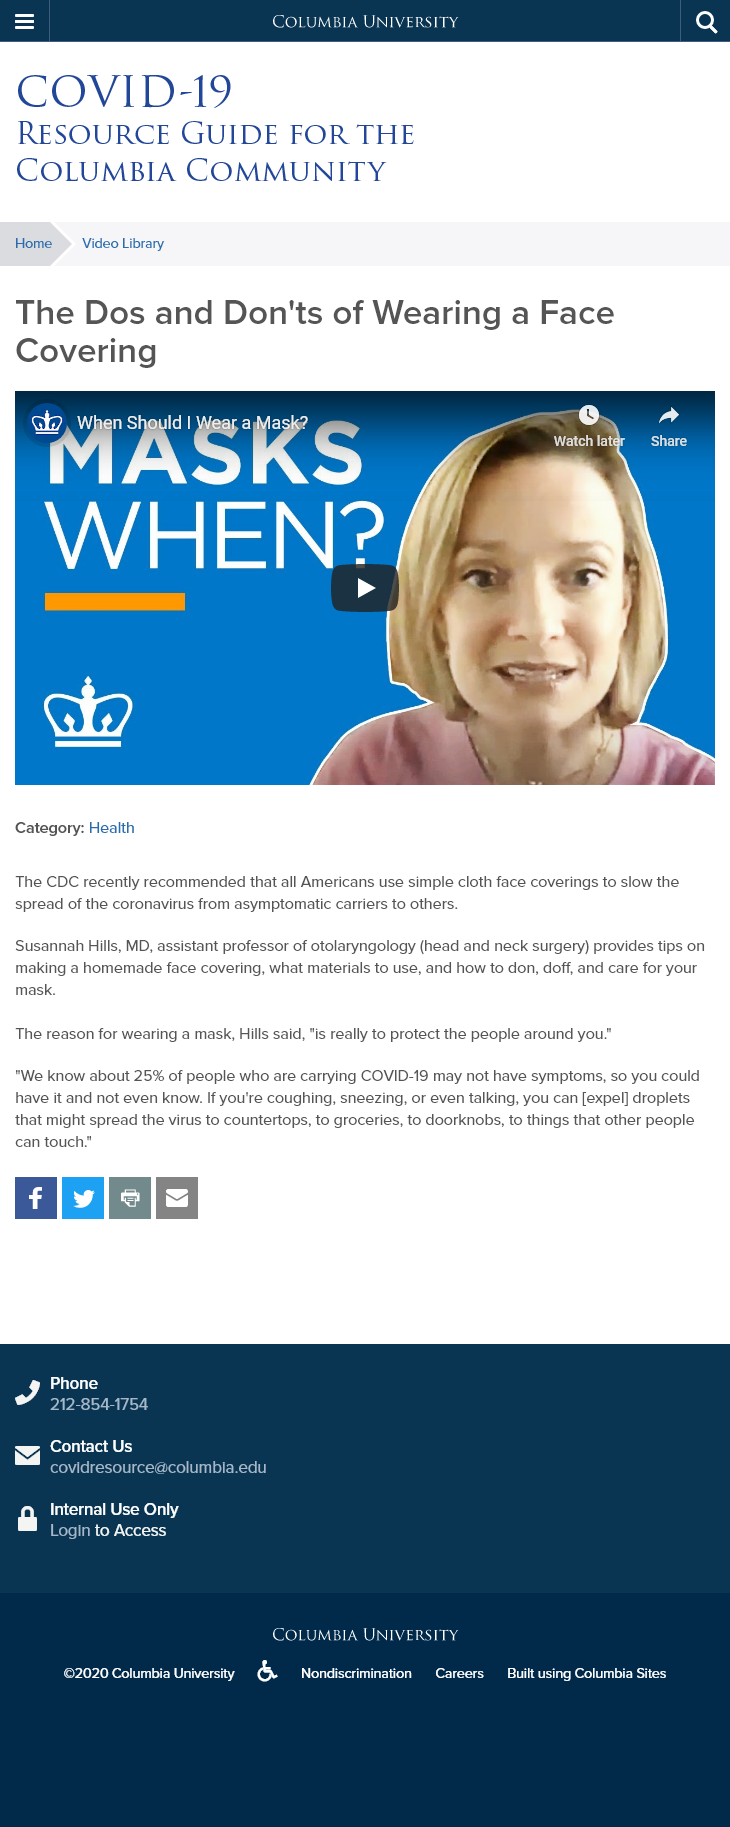 COLUMBIA UNIVERSITY
COVID-19
RESOURCE GUIDE FOR THE
COLUMBIA COMMUNITY
Home
Video Library
The Dos and Don'ts of Wearing a Face
Covering
When Should I Wear a Mask?
Watch later
Share
MASKS
WHEN?
Category: Health
The CDC recently recommended that all Americans use simple cloth face coverings to slow the
spread of the coronavirus from asymptomatic carriers to others.
Susannah Hills, MD, assistant professor of otolaryngology (head and neck surgery) provides tips on
making a homemade face covering, what materials to use, and how to don, doff, and care for your
mask.
The reason for wearing a mask, Hills said, "is really to protect the people around you."
"We know about 25% of people who are carrying COVID-19 may not have symptoms, so you could
have it and not even know. If you're coughing, sneezing, or even talking, you can [expel] droplets
that might spread the virus to countertops, to groceries, to doorknobs, to things that other people
can touch."
Phone
212-854-1754
Contact Us
covidresource@columbia.edu
Internal Use Only
Login to Access
COLUMBIA UNIVERSITY
©2020 Columbia University
Nondiscrimination
Careers
Built using Columbia Sites